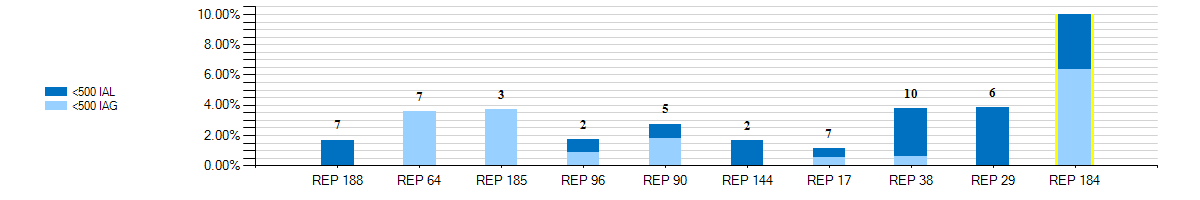 10.00%
8.00%
6.00%
4.00%
2.00%
0.00%
<500 IAL
<500 IAG
7
7
3
2
5
2
7
10
6
REP 188
REP 64
REP 185
REP 96
REP 90
REP 144
REP 17
REP 38
REP 29
REP 184